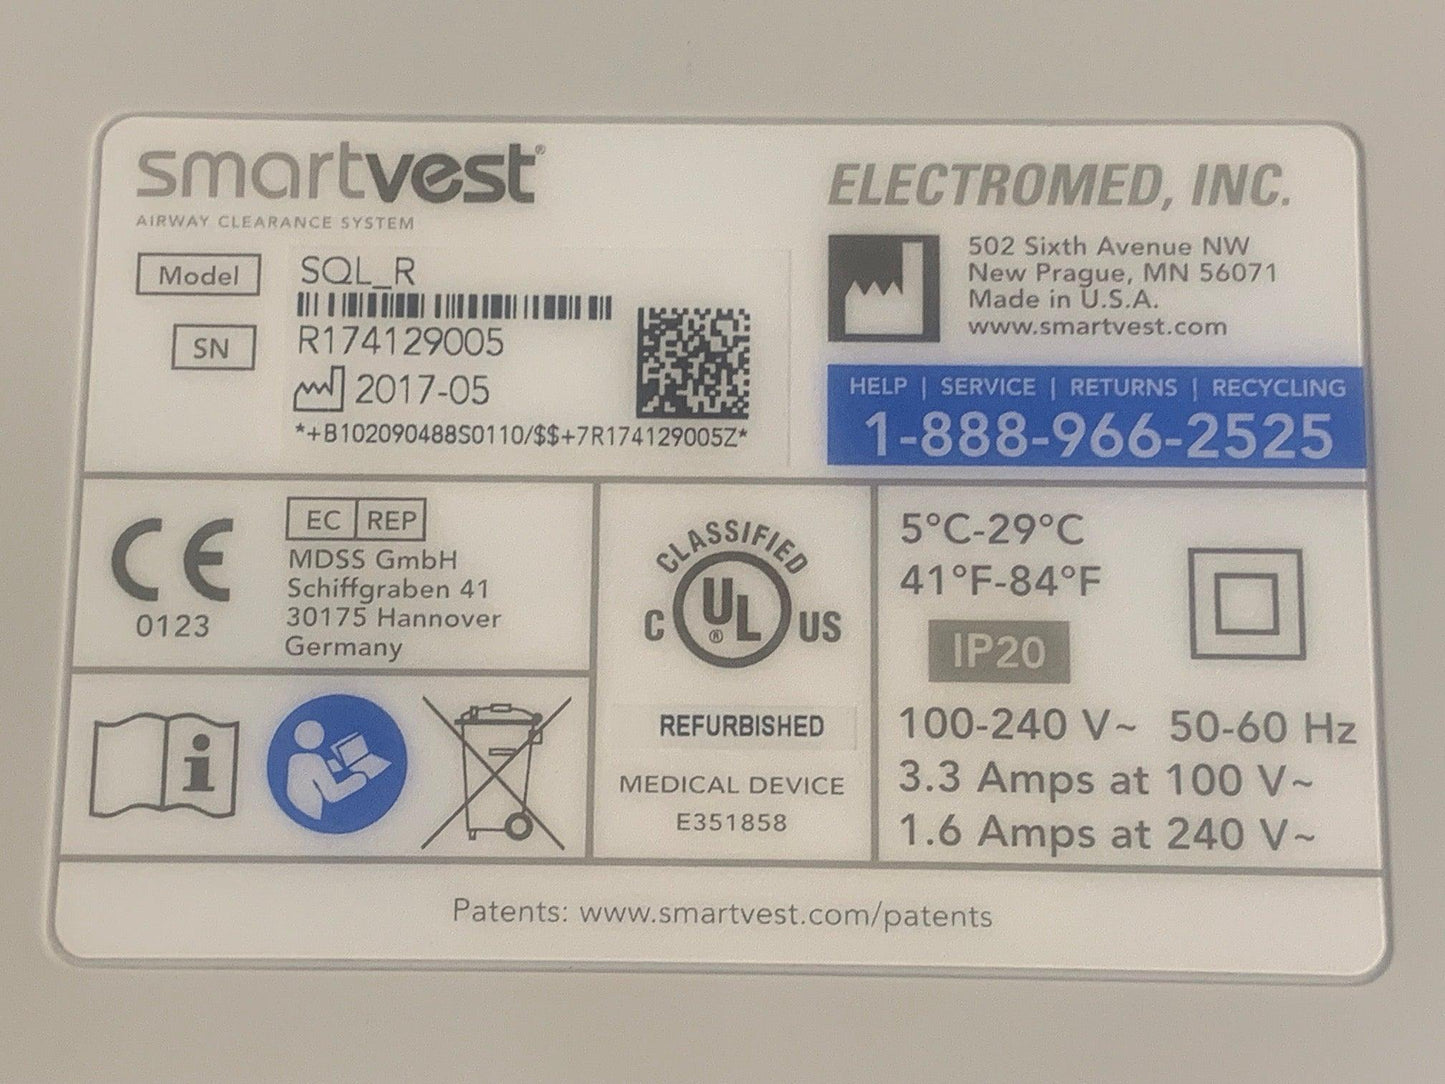 smartvest®
AIRWAY CLEARANCE SYSTEM
Model SQL_R
SN R174129005
2017-05
*+B102090488S0110/$$+7R174129005Z*
ELECTROMED, INC.
502 Sixth Avenue NW
New Prague, MN 56071
Made in U.S.A.
www.smartvest.com
HELP | SERVICE | RETURNS | RECYCLING
1-888-966-2525
CE
0123
EC REP
MDSS GmbH
Schiffgraben 41
30175 Hannover
Germany
i
CLASSIFIED
C UL® US
REFURBISHED
MEDICAL DEVICE
E351858
5°C-29°C
41°F-84°F
IP20
100-240 V~ 50-60 Hz
3.3 Amps at 100 V~
1.6 Amps at 240 V~
Patents: www.smartvest.com/patents